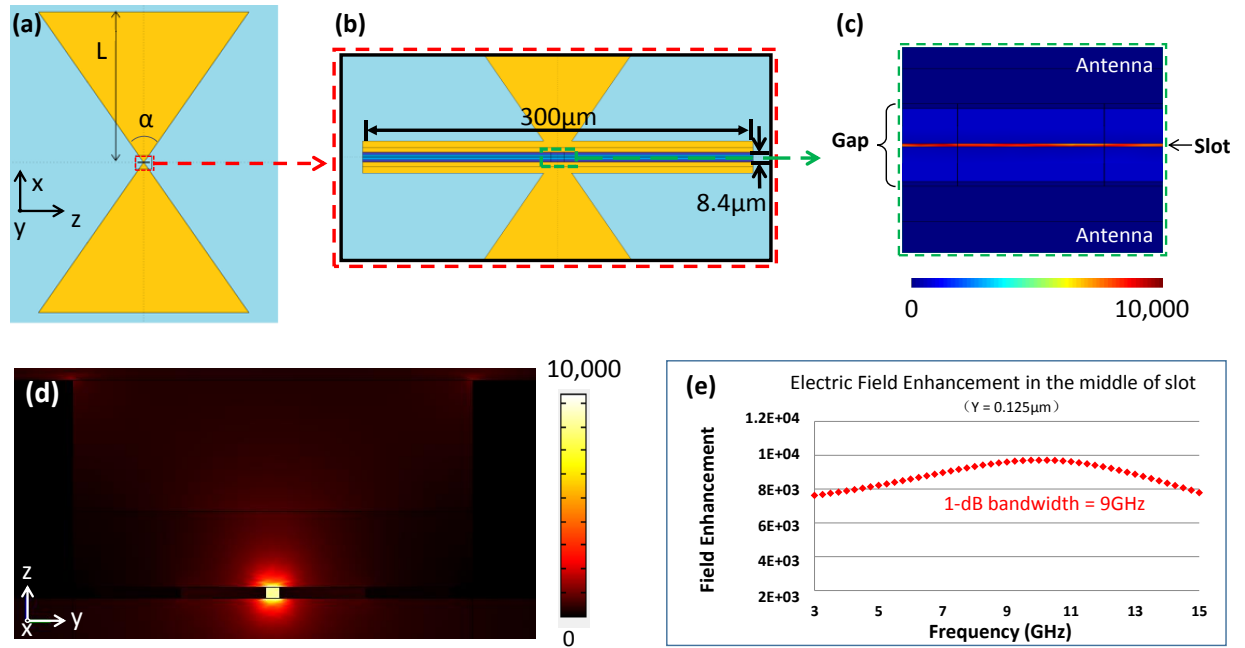 (a)
L
α
x
y
z
(b)
300µm
8.4µm
(c)
Antenna
Gap
Slot
Antenna
0
10,000
(d)
10,000
0
z
x
y
(e)
Electric Field Enhancement in the middle of slot
（Y = 0.125µm）
Field Enhancement
1.2E+04
1E+04
8E+03
6E+03
4E+03
2E+03
1-dB bandwidth = 9GHz
3 5 7 9 11 13 15
Frequency (GHz)